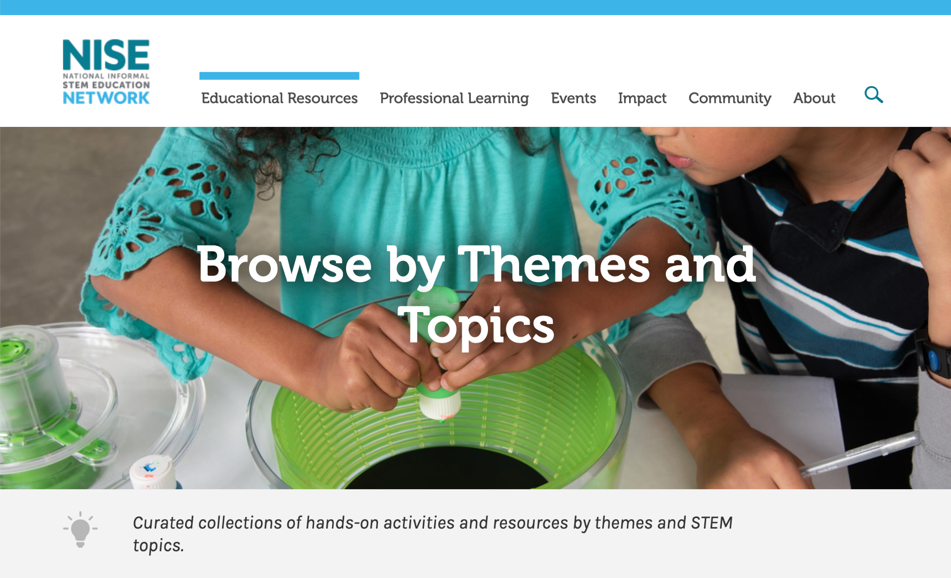 NISE
NATIONAL INFORMAL
STEM EDUCATION
NETWORK
Educational Resources
Professional Learning
Events
Impact
Community
About
Browse by Themes and
Topics
Curated collections of hands-on activities and resources by themes and STEM
topics.